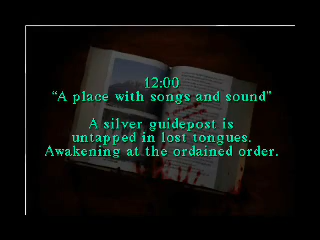 12:00
“A place with songs and sound”
A silver guidepost is
untapped in lost tongues.
Awakening at the ordained order.